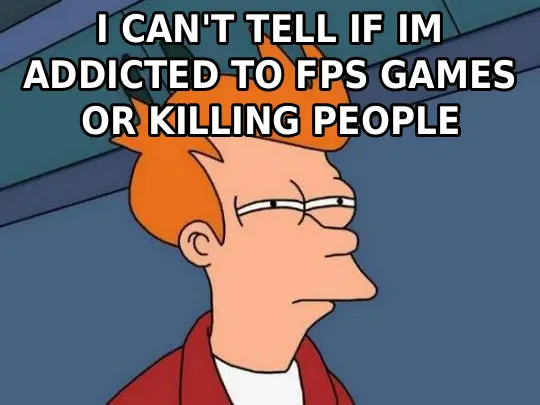 I CAN'T TELL IF IM
ADDICTED TO FPS GAMES
OR KILLING PEOPLE